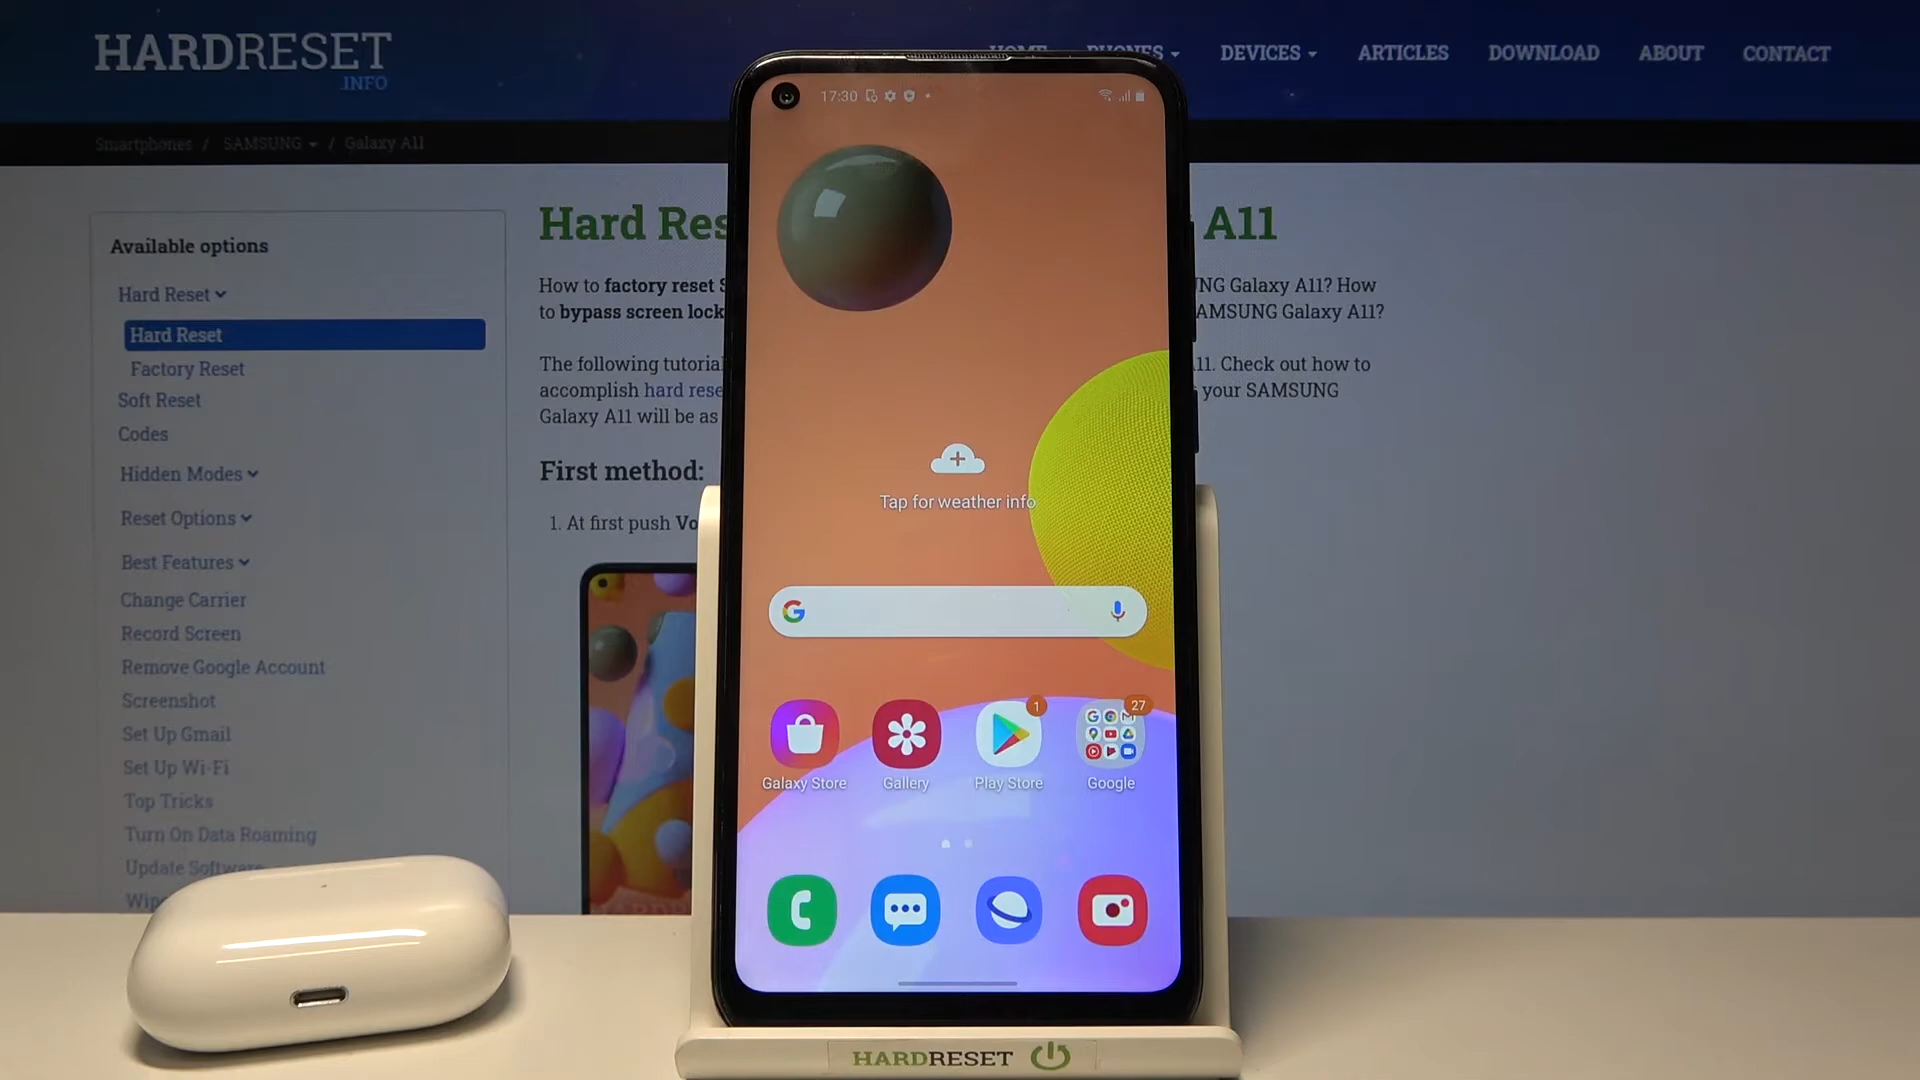 HARDRESET
.INFO
HOME PHONES DEVICES ARTICLES DOWNLOAD ABOUT CONTACT
Smartphones / SAMSUNG / Galaxy A11
Available options
Hard Reset
Hard Reset
Factory Reset
Soft Reset
Codes
Hidden Modes
Reset Options
Best Features
Change Carrier
Record Screen
Remove Google Account
Screenshot
Set Up Gmail
Set Up Wi-Fi
Top Tricks
Turn On Data Roaming
Update Software
Hard Res A11
How to factory reset S NG Galaxy A11? How
to bypass screen lock AMSUNG Galaxy A11?
The following tutorial 11. Check out how to
accomplish hard rese your SAMSUNG
Galaxy A11 will be as
First method:
1. At first push Vo
17:30
Tap for weather info
G
1
27
Galaxy Store Gallery Play Store Google
HARDRESET